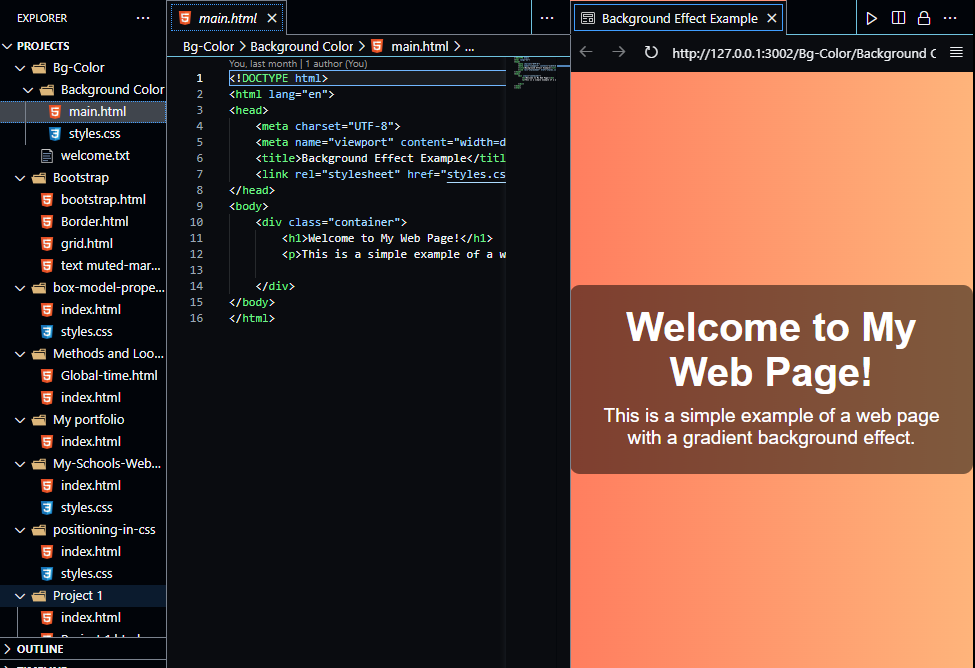 EXPLORER
PROJECTS
Bg-Color
Background Color
main.html
styles.css
welcome.txt
Bootstrap
bootstrap.html
Border.html
grid.html
text muted-mar...
box-model-prope...
index.html
styles.css
Methods and Loo...
Global-time.html
index.html
My portfolio
index.html
My-Schools-Web...
index.html
styles.css
positioning-in-css
index.html
styles.css
Project 1
index.html
OUTLINE
main.html
Bg-Color > Background Color > main.html > ...
You, last month | 1 author (You)
1 <!DOCTYPE html>
2 <html lang="en">
3 <head>
4 <meta charset="UTF-8">
5 <meta name="viewport" content="width=d
6 <title>Background Effect Example</titl
7 <link rel="stylesheet" href="styles.cs
8 </head>
9 <body>
10 <div class="container">
11 <h1>Welcome to My Web Page!</h1>
12 <p>This is a simple example of a w
13
14 </div>
15 </body>
16 </html>
Background Effect Example
http://127.0.0.1:3002/Bg-Color/Background C
Welcome to My
Web Page!
This is a simple example of a web page
with a gradient background effect.